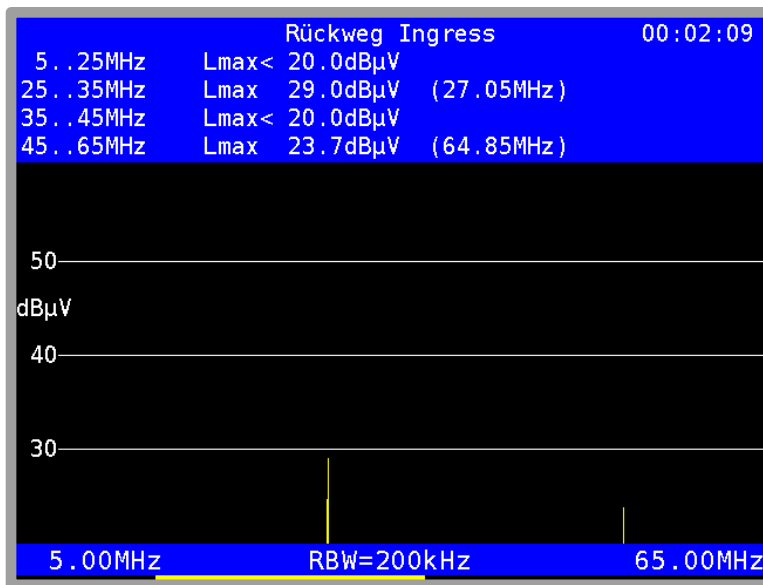 Rückweg Ingress 00:02:09
5..25MHz Lmax< 20.0dBµV
25..35MHz Lmax 29.0dBµV (27.05MHz)
35..45MHz Lmax< 20.0dBµV
45..65MHz Lmax 23.7dBµV (64.85MHz)
50
dBµV
40
30
5.00MHz RBW=200kHz 65.00MHz